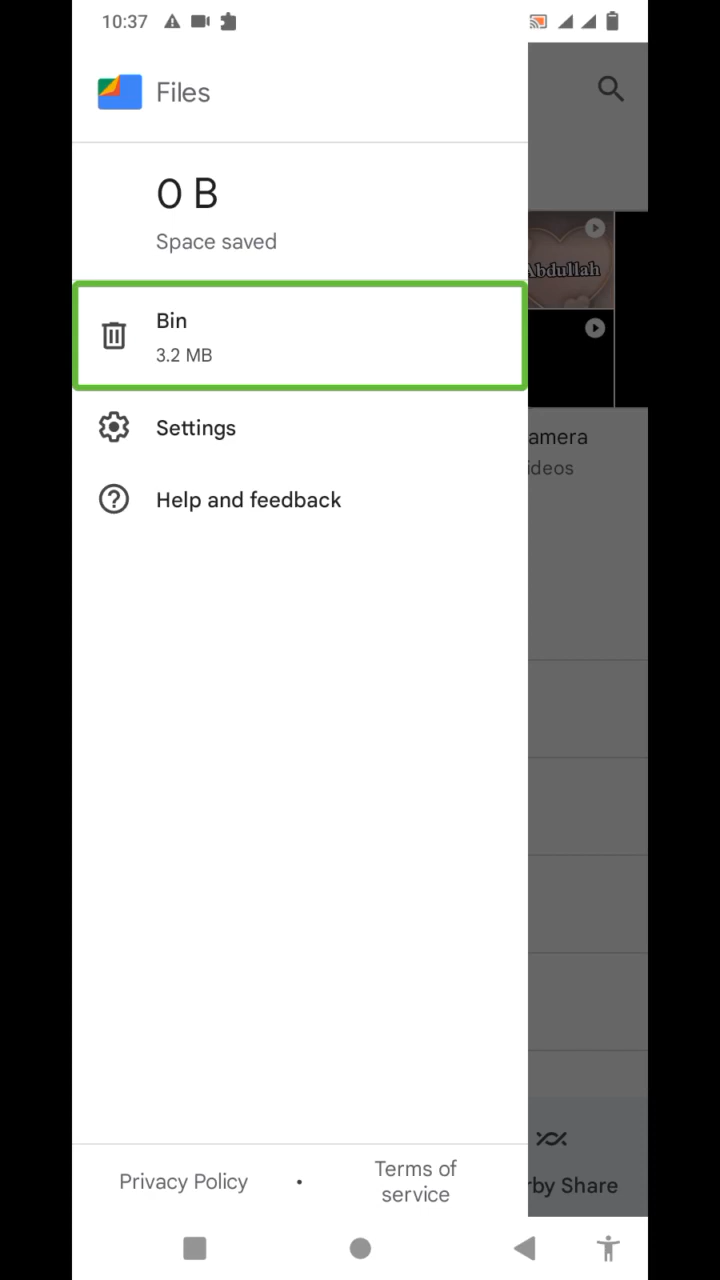 10:37
Files
0 B
Space saved
Bin
3.2 MB
Settings
Help and feedback
Abdullah
amera
ideos
rby Share
Privacy Policy •
Terms of
service